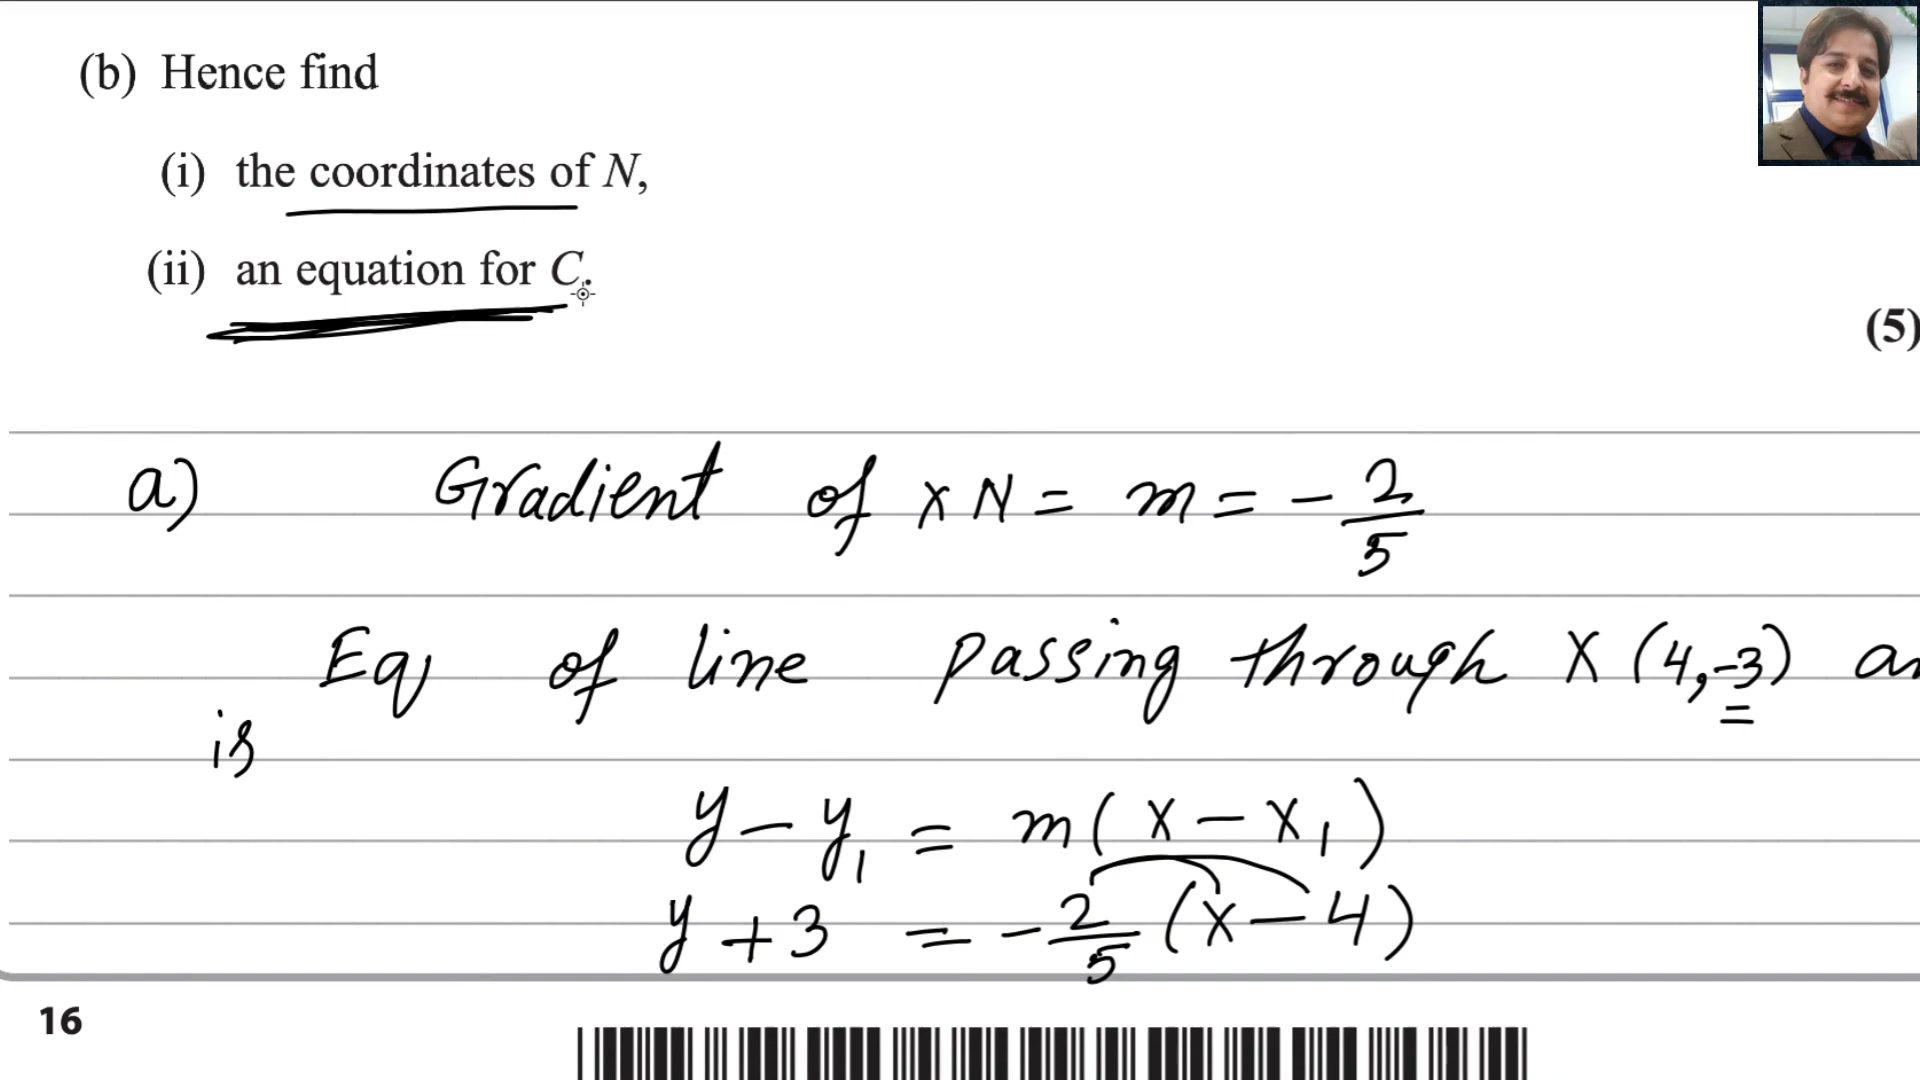 (b) Hence find
(i) the coordinates of N,
(ii) an equation for C.
(5)
a) Gradient of XN = m = -2/5
Eq of line passing through X (4,-3)
is
y - y₁ = m(x - x₁)
y + 3 = -2/5 (x - 4)
16